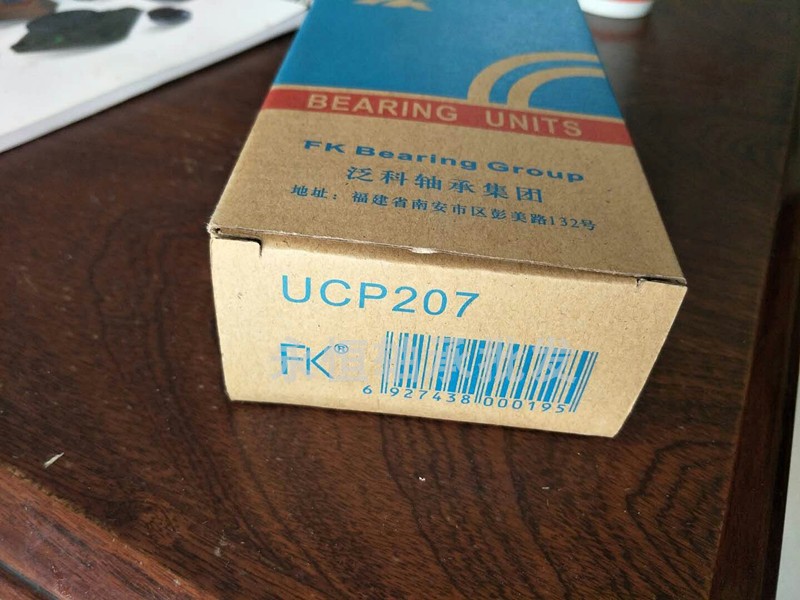 BEARING UNITS
FK Bearing Group
泛科轴承集团
地址：福建省南安市区彭美路132号
UCP207
FK®
6 927438 000195